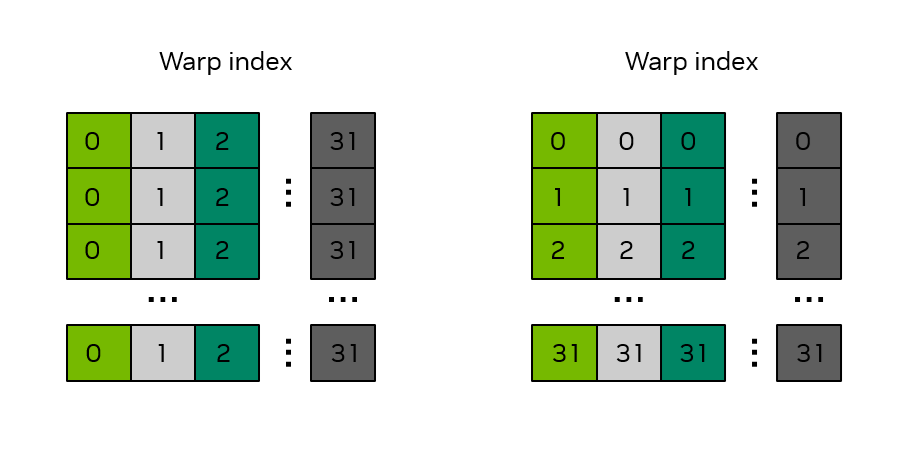 Warp index
0 1 2 ⋮ 31
0 1 2 31
0 1 2 31
... ...
0 1 2 ⋮ 31
Warp index
0 0 0 ⋮ 0
1 1 1 1
2 2 2 2
... ...
31 31 31 ⋮ 31